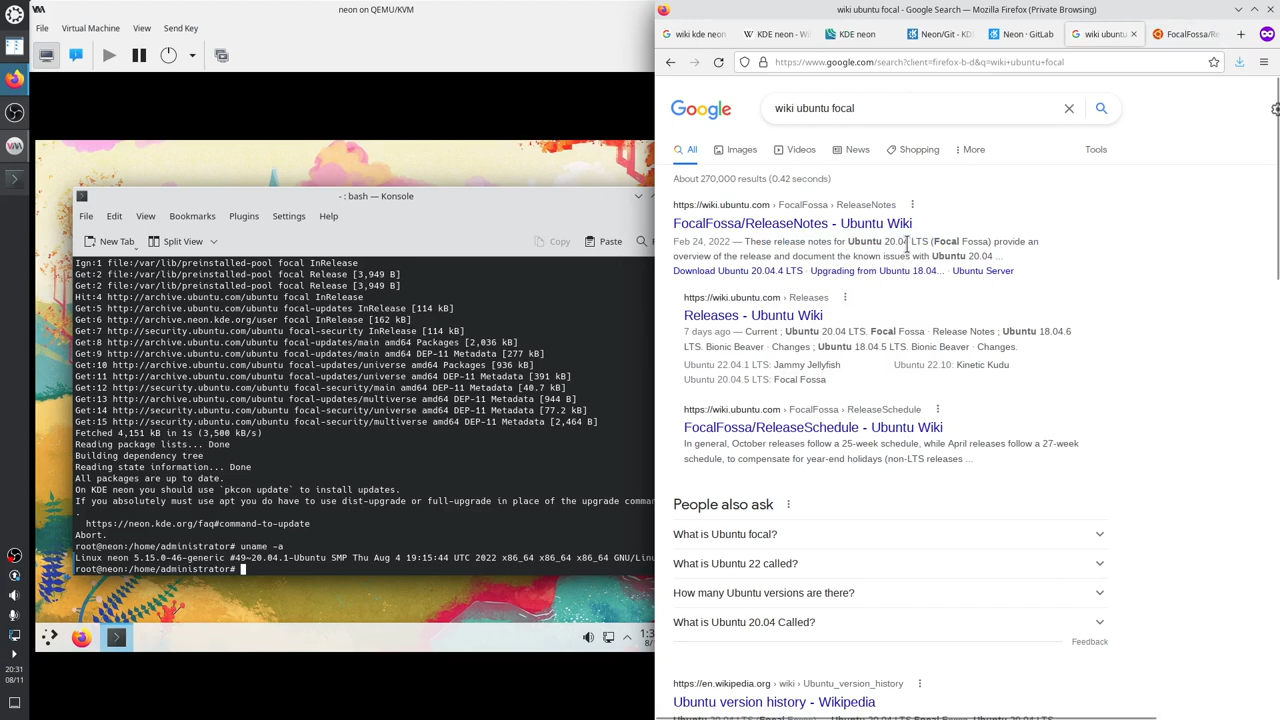 neon on QEMU/KVM
File Virtual Machine View Send Key
- : bash — Konsole
File Edit View Bookmarks Plugins Settings Help
New Tab Split View Copy Paste
Ign:1 file:/var/lib/preinstalled-pool focal InRelease
Get:2 file:/var/lib/preinstalled-pool focal Release [3,949 B]
Get:2 file:/var/lib/preinstalled-pool focal Release [3,949 B]
Hit:4 http://archive.ubuntu.com/ubuntu focal InRelease
Get:5 http://archive.ubuntu.com/ubuntu focal-updates InRelease [114 kB]
Get:6 http://archive.neon.kde.org/user focal InRelease [162 kB]
Get:7 http://security.ubuntu.com/ubuntu focal-security InRelease [114 kB]
Get:8 http://archive.ubuntu.com/ubuntu focal-updates/main amd64 Packages [2,036 kB]
Get:9 http://archive.ubuntu.com/ubuntu focal-updates/main amd64 DEP-11 Metadata [277 kB]
Get:10 http://archive.ubuntu.com/ubuntu focal-updates/universe amd64 Packages [936 kB]
Get:11 http://archive.ubuntu.com/ubuntu focal-updates/universe amd64 DEP-11 Metadata [391 kB]
Get:12 http://security.ubuntu.com/ubuntu focal-security/main amd64 DEP-11 Metadata [40.7 kB]
Get:13 http://archive.ubuntu.com/ubuntu focal-updates/multiverse amd64 DEP-11 Metadata [944 B]
Get:14 http://security.ubuntu.com/ubuntu focal-security/universe amd64 DEP-11 Metadata [77.2 kB]
Get:15 http://security.ubuntu.com/ubuntu focal-security/multiverse amd64 DEP-11 Metadata [2,464 B]
Fetched 4,151 kB in 1s (3,500 kB/s)
Reading package lists... Done
Building dependency tree
Reading state information... Done
All packages are up to date.
On KDE neon you should use `pkcon update` to install updates.
If you absolutely must use apt you do have to use dist-upgrade or full-upgrade in place of the upgrade comman
.
https://neon.kde.org/faq#command-to-update
Abort.
root@neon:/home/administrator# uname -a
Linux neon 5.15.0-46-generic #49~20.04.1-Ubuntu SMP Thu Aug 4 19:15:44 UTC 2022 x86_64 x86_64 x86_64 GNU/Linu
root@neon:/home/administrator#
1:3
8/
20:31
08/11
wiki ubuntu focal - Google Search — Mozilla Firefox (Private Browsing)
wiki kde neon KDE neon - Wi KDE neon Neon/Git - KD Neon · GitLab wiki ubuntu FocalFossa/Re
https://www.google.com/search?client=firefox-b-d&q=wiki+ubuntu+focal
Google
wiki ubuntu focal
All Images Videos News Shopping More Tools
About 270,000 results (0.42 seconds)
https://wiki.ubuntu.com › FocalFossa › ReleaseNotes
FocalFossa/ReleaseNotes - Ubuntu Wiki
Feb 24, 2022 — These release notes for Ubuntu 20.04 LTS (Focal Fossa) provide an
overview of the release and document the known issues with Ubuntu 20.04 ...
Download Ubuntu 20.04.4 LTS · Upgrading from Ubuntu 18.04... · Ubuntu Server
https://wiki.ubuntu.com › Releases
Releases - Ubuntu Wiki
7 days ago — Current ; Ubuntu 20.04 LTS. Focal Fossa · Release Notes ; Ubuntu 18.04.6
LTS. Bionic Beaver · Changes ; Ubuntu 18.04.5 LTS. Bionic Beaver · Changes.
Ubuntu 22.04.1 LTS: Jammy Jellyfish Ubuntu 22.10: Kinetic Kudu
Ubuntu 20.04.5 LTS: Focal Fossa
https://wiki.ubuntu.com › FocalFossa › ReleaseSchedule
FocalFossa/ReleaseSchedule - Ubuntu Wiki
In general, October releases follow a 25-week schedule, while April releases follow a 27-week
schedule, to compensate for year-end holidays (non-LTS releases ...
People also ask
What is Ubuntu focal?
What is Ubuntu 22 called?
How many Ubuntu versions are there?
What is Ubuntu 20.04 Called?
Feedback
https://en.wikipedia.org › wiki › Ubuntu_version_history
Ubuntu version history - Wikipedia